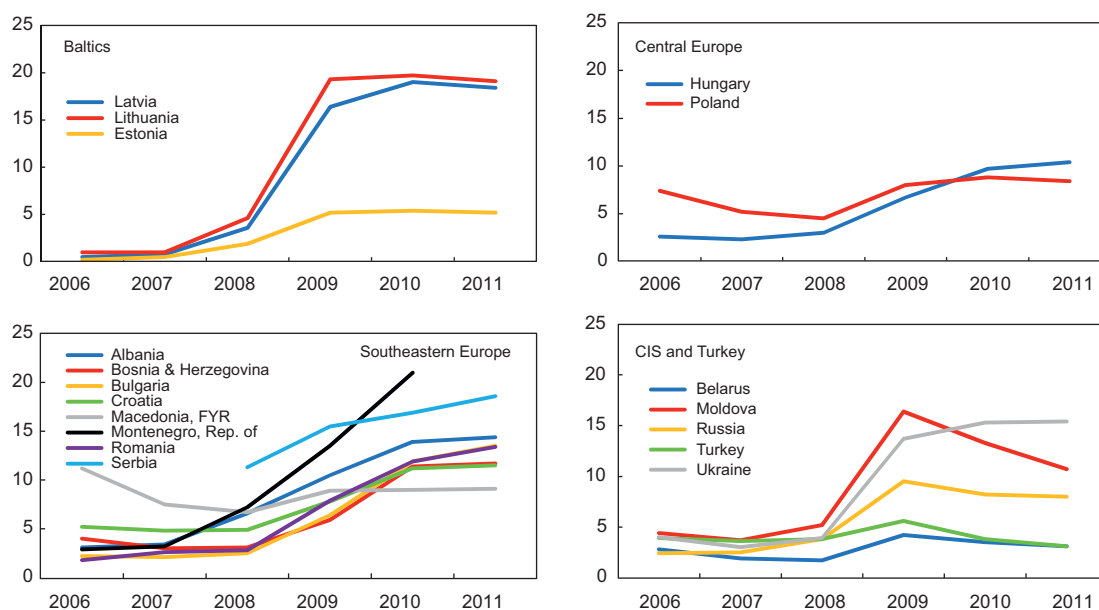 Baltics
25
20
15
10
5
0
Latvia
Lithuania
Estonia
2006 2007 2008 2009 2010 2011
Central Europe
25
20
15
10
5
0
Hungary
Poland
2006 2007 2008 2009 2010 2011
Southeastern Europe
25
20
15
10
5
0
Albania
Bosnia & Herzegovina
Bulgaria
Croatia
Macedonia, FYR
Montenegro, Rep. of
Romania
Serbia
2006 2007 2008 2009 2010 2011
CIS and Turkey
25
20
15
10
5
0
Belarus
Moldova
Russia
Turkey
Ukraine
2006 2007 2008 2009 2010 2011